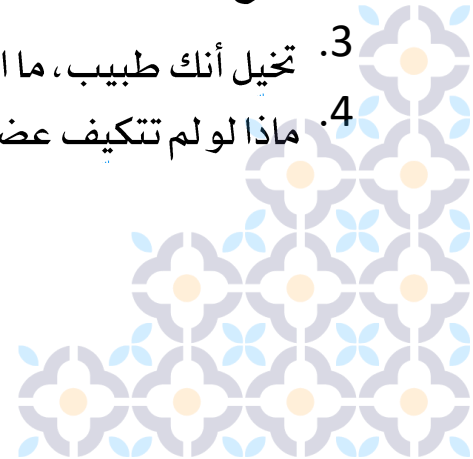 3. تخيل أنك طبيب، ما
4. ماذا لو لم تتكيف